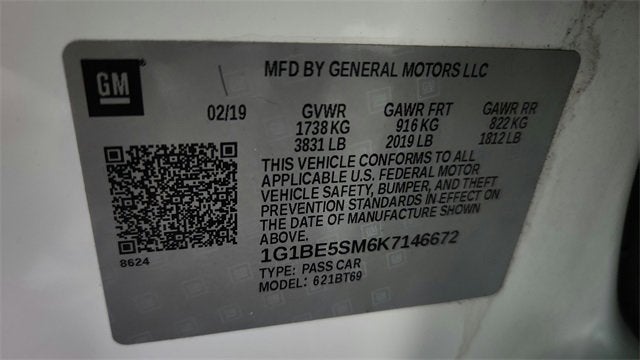 GM
MFD BY GENERAL MOTORS LLC
02/19 GVWR GAWR FRT GAWR RR
1738 KG 916 KG 822 KG
3831 LB 2019 LB 1812 LB
THIS VEHICLE CONFORMS TO ALL
APPLICABLE U.S. FEDERAL MOTOR
VEHICLE SAFETY, BUMPER, AND THEFT
PREVENTION STANDARDS IN EFFECT ON
THE DATE OF MANUFACTURE SHOWN
ABOVE.
8624
1G1BE5SM6K7146672
TYPE: PASS CAR
MODEL: 621BT69